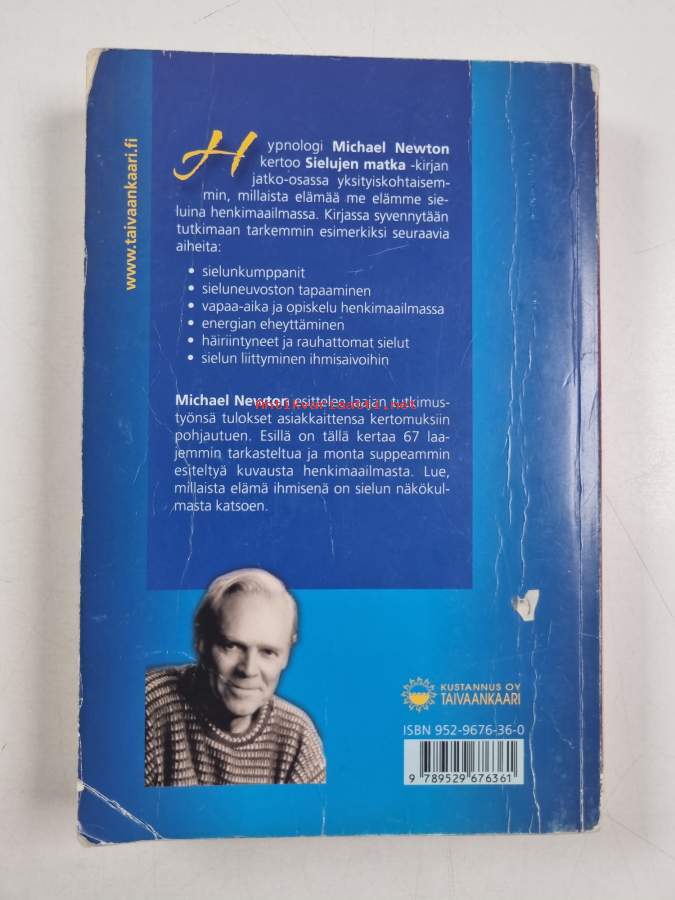 www.taivaankaari.fi
Hypnologi Michael Newton
kertoo Sielujen matka -kirjan
jatko-osassa yksityiskohtaisem-
min, millaista elämää me elämme sie-
luina henkimaailmassa. Kirjassa syvennytään
tutkimaan tarkemmin esimerkiksi seuraavia
aiheita:
• sielunkumppanit
• sieluneuvoston tapaaminen
• vapaa-aika ja opiskelu henkimaailmassa
• energian eheyttäminen
• häiriintyneet ja rauhattomat sielut
• sielun liittyminen ihmisaivoihin
Michael Newton esittelee laajan tutkimus-
antikvariaatti.net
työnsä tulokset asiakkaittensa kertomuksiin
pohjautuen. Esillä on tällä kertaa 67 laa-
jemmin tarkasteltua ja monta suppeammin
esiteltyä kuvausta henkimaailmasta. Lue,
millaista elämä ihmisenä on sielun näkökul-
masta katsoen.
KUSTANNUS OY
TAIVAANKAARI
ISBN 952-9676-36-0
9 789529 676361